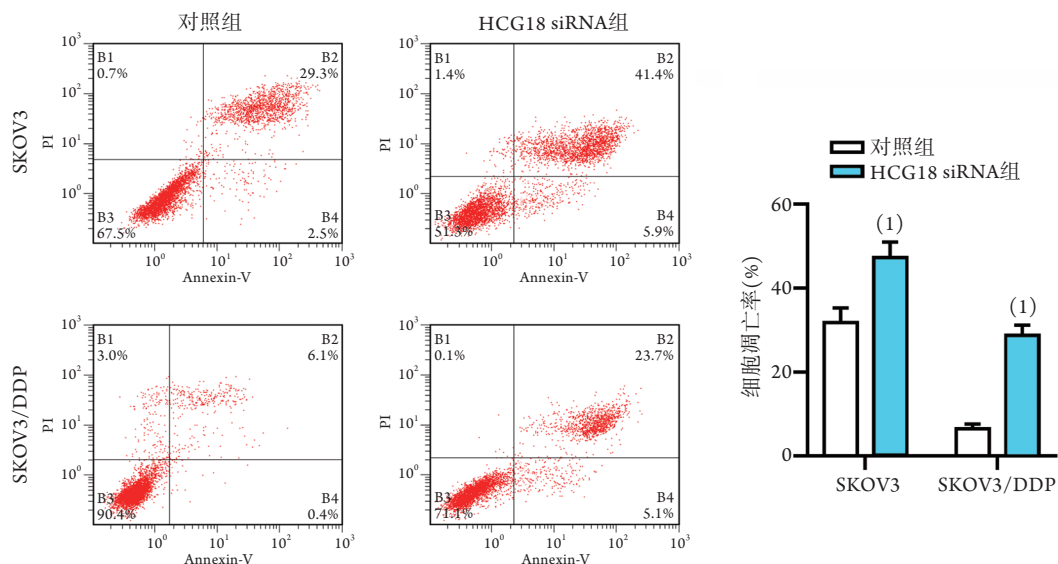 对照组
HCG18 siRNA组
SKOV3
PI
10³
10²
10¹
10⁰
B1
0.7%
B2
29.3%
B3
67.5%
B4
2.5%
10⁰ 10¹ 10² 10³
Annexin-V
PI
10³
10²
10¹
10⁰
B1
1.4%
B2
41.4%
B3
51.3%
B4
5.9%
10⁰ 10¹ 10² 10³
Annexin-V
SKOV3/DDP
PI
10³
10²
10¹
10⁰
B1
3.0%
B2
6.1%
B3
90.4%
B4
0.4%
10⁰ 10¹ 10² 10³
Annexin-V
PI
10³
10²
10¹
10⁰
B1
0.1%
B2
23.7%
B3
71.1%
B4
5.1%
10⁰ 10¹ 10² 10³
Annexin-V
对照组
HCG18 siRNA组
细胞凋亡率(%)
60
40
20
0
(1)
(1)
SKOV3 SKOV3/DDP